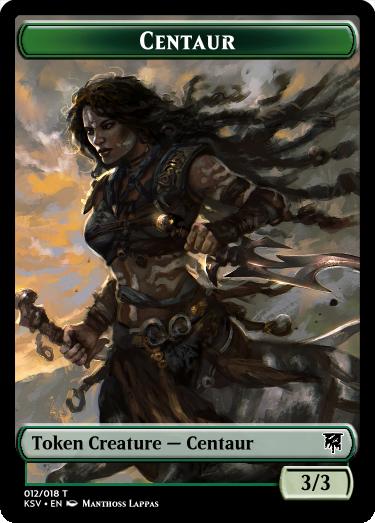 Centaur
Token Creature — Centaur
3/3
012/018 T
KSV • EN Manthoss Lappas